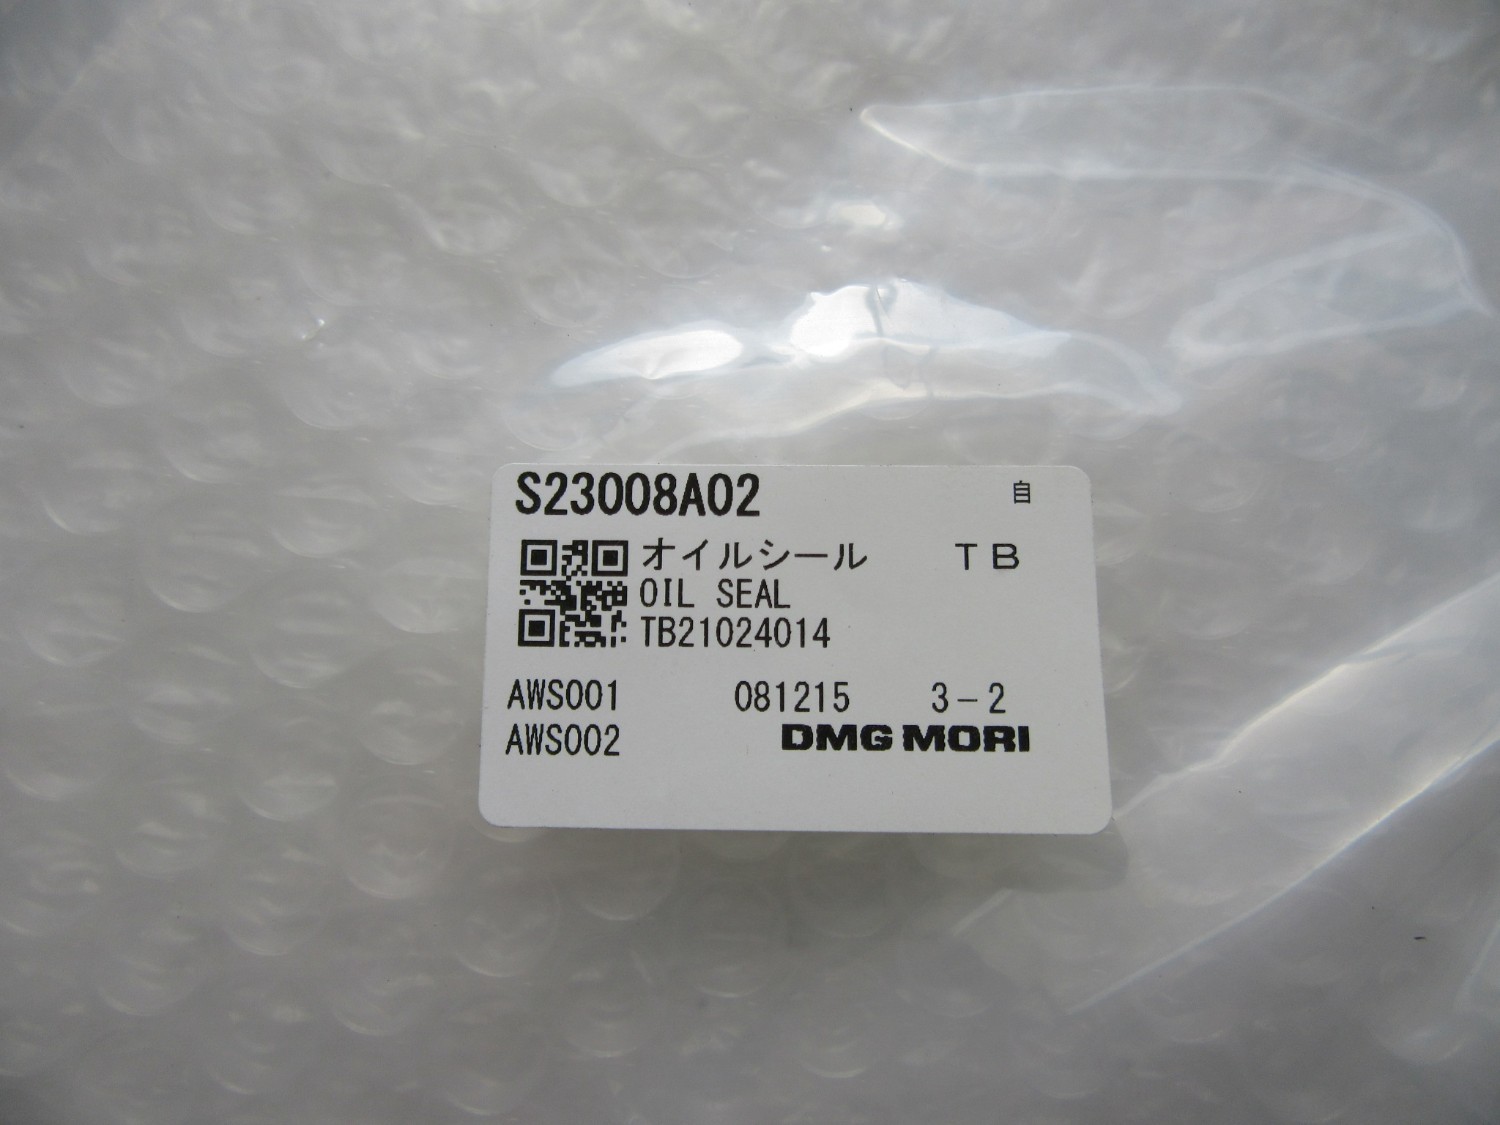 S23008A02 自
オイルシール TB
OIL SEAL
TB21024014
AWS001 081215 3-2
AWS002 DMG MORI